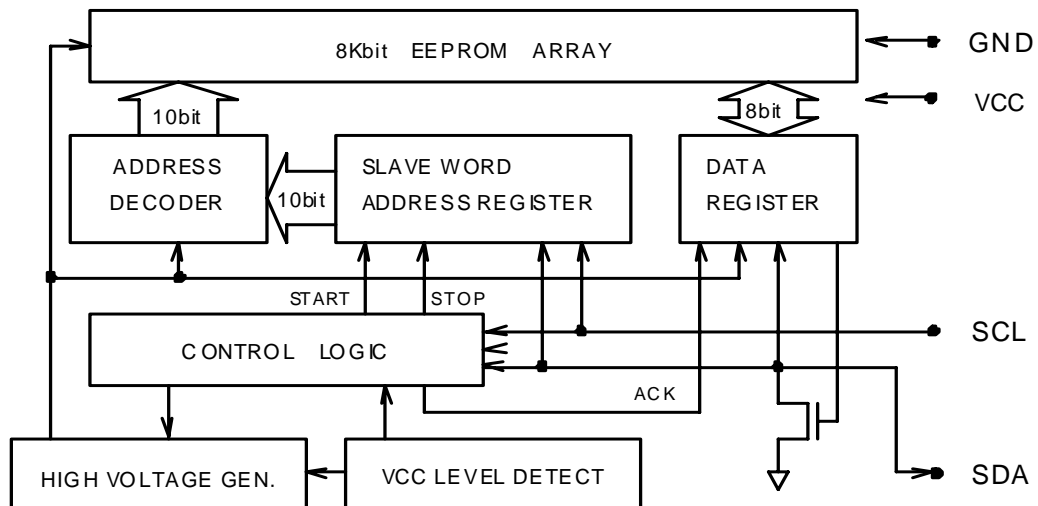 8Kbit EEPROM ARRAY
GND
VCC
10bit
8bit
ADDRESS
DECODER
10bit
SLAVE WORD
ADDRESS REGISTER
DATA
REGISTER
START
STOP
CONTROL LOGIC
SCL
ACK
HIGH VOLTAGE GEN.
VCC LEVEL DETECT
SDA